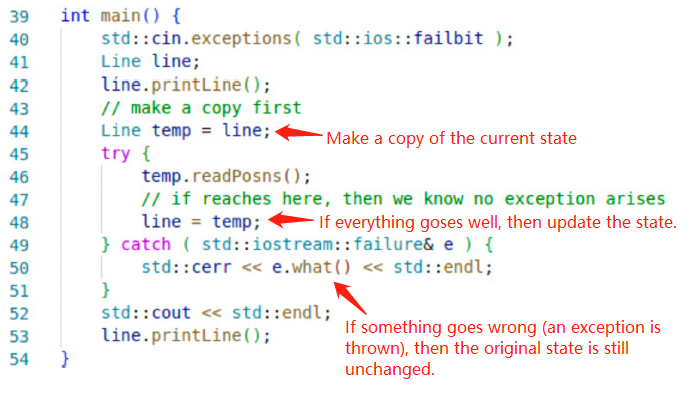 39 int main() {
40 std::cin.exceptions( std::ios::failbit );
41 Line line;
42 line.printLine();
43 // make a copy first
44 Line temp = line; Make a copy of the current state
45 try {
46 temp.readPosns();
47 // if reaches here, then we know no exception arises
48 line = temp; If everything goses well, then update the state.
49 } catch ( std::iostream::failure& e ) {
50 std::cerr << e.what() << std::endl;
51 }
52 std::cout << std::endl;
53 line.printLine();
54 }
If something goes wrong (an exception is
thrown), then the original state is still
unchanged.